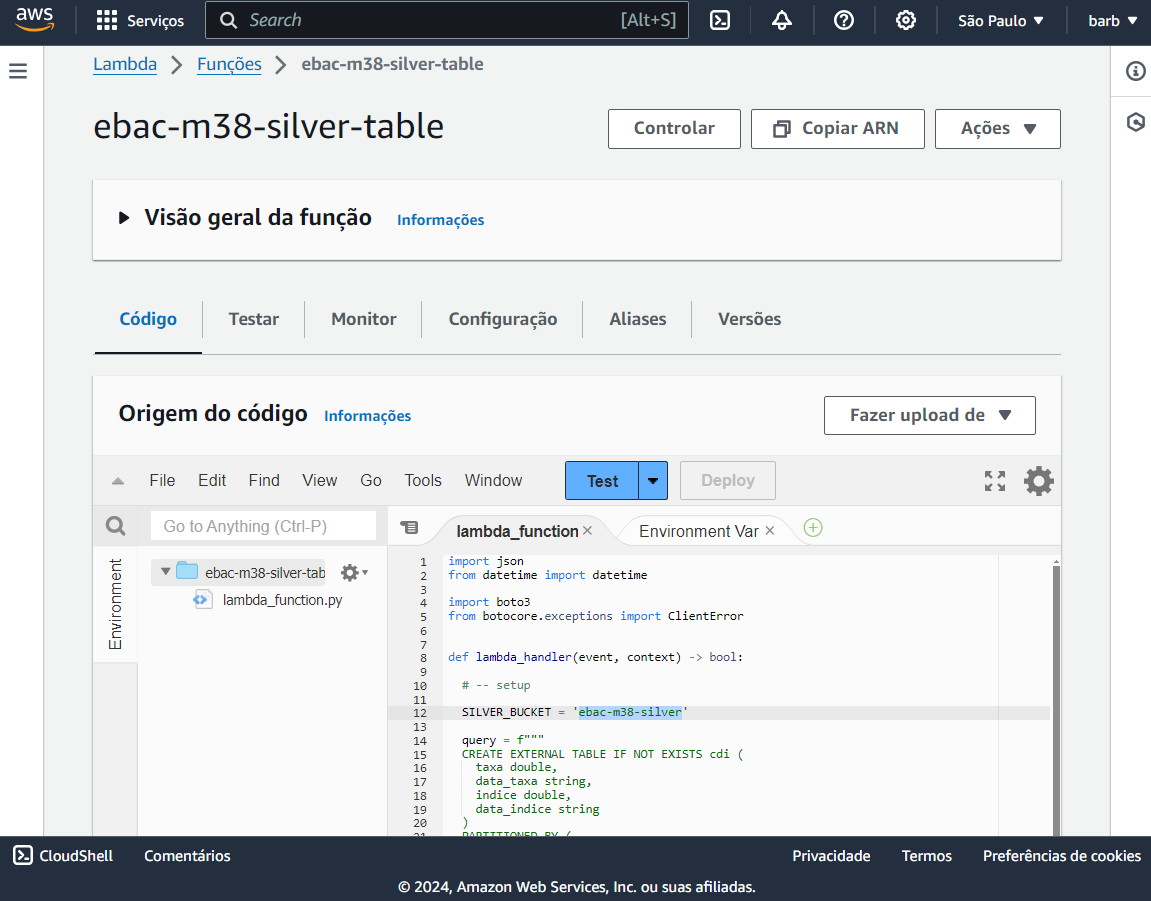 aws
Serviços
Search [Alt+S]
São Paulo
barb
Lambda
Funções
ebac-m38-silver-table
ebac-m38-silver-table
Controlar
Copiar ARN
Ações
Visão geral da função
Informações
Código
Testar
Monitor
Configuração
Aliases
Versões
Origem do código
Informações
Fazer upload de
File Edit Find View Go Tools Window
Test
Deploy
Go to Anything (Ctrl-P)
lambda_function
Environment Var
Environment
ebac-m38-silver-tab
lambda_function.py
1 import json
2 from datetime import datetime
3
4 import boto3
5 from botocore.exceptions import ClientError
6
7
8 def lambda_handler(event, context) -> bool:
9
10 # -- setup
11
12 SILVER_BUCKET = 'ebac-m38-silver'
13
14 query = f"""
15 CREATE EXTERNAL TABLE IF NOT EXISTS cdi (
16 taxa double,
17 data_taxa string,
18 indice double,
19 data_indice string
20 )
21 PARTITIONED BY (
CloudShell
Comentários
Privacidade
Termos
Preferências de cookies
© 2024, Amazon Web Services, Inc. ou suas afiliadas.